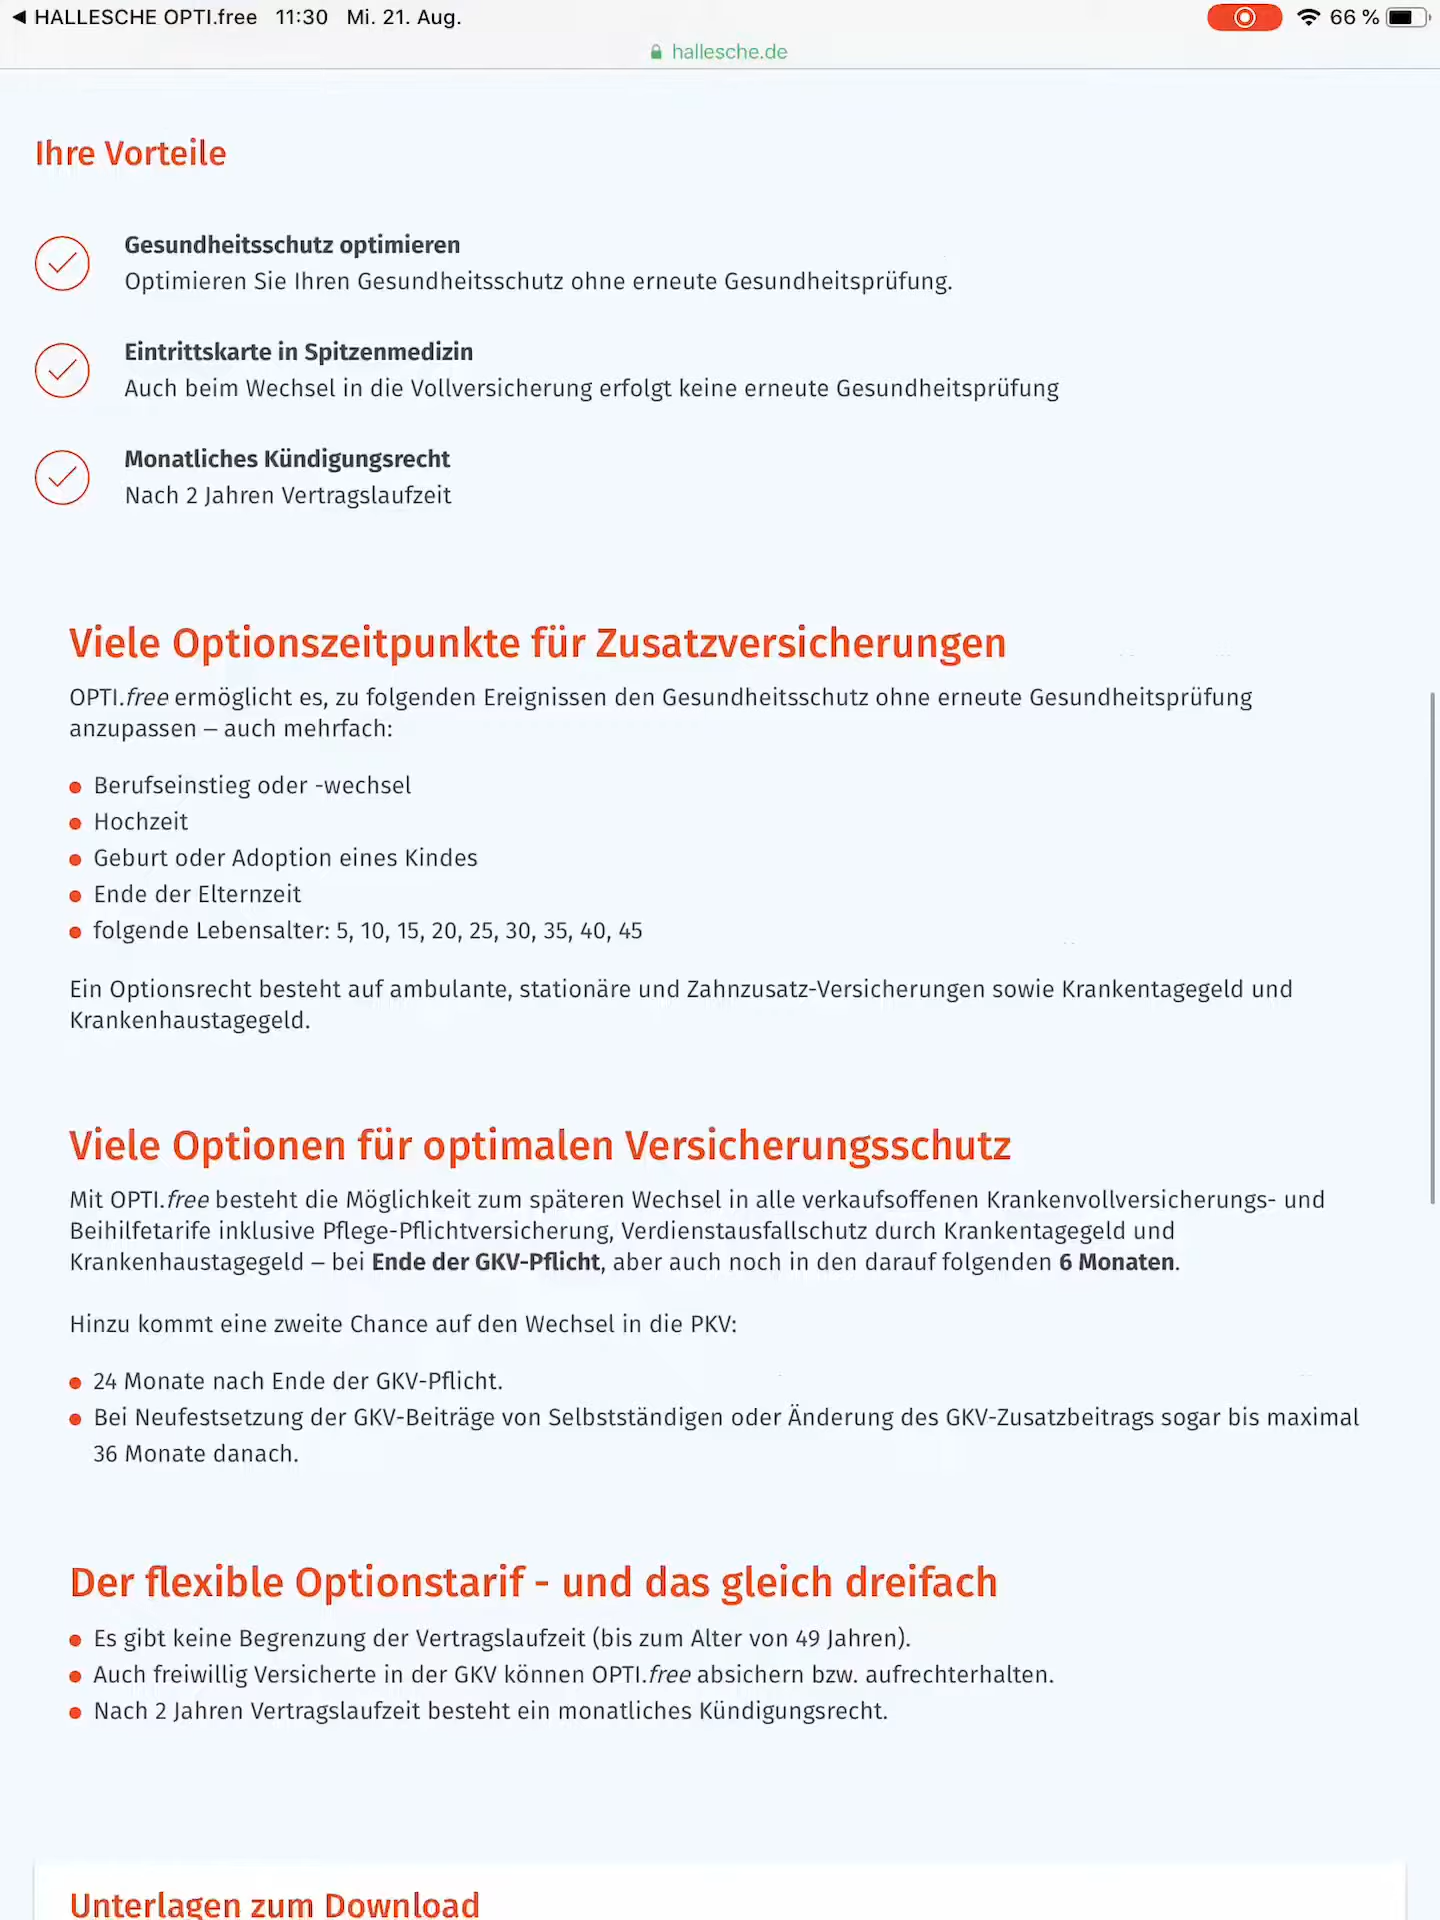 ◀ HALLESCHE OPTI.free 11:30 Mi. 21. Aug. 66 %
hallesche.de
Ihre Vorteile
Gesundheitsschutz optimieren
Optimieren Sie Ihren Gesundheitsschutz ohne erneute Gesundheitsprüfung.
Eintrittskarte in Spitzenmedizin
Auch beim Wechsel in die Vollversicherung erfolgt keine erneute Gesundheitsprüfung
Monatliches Kündigungsrecht
Nach 2 Jahren Vertragslaufzeit
Viele Optionszeitpunkte für Zusatzversicherungen
OPTI.free ermöglicht es, zu folgenden Ereignissen den Gesundheitsschutz ohne erneute Gesundheitsprüfung
anzupassen – auch mehrfach:
• Berufseinstieg oder -wechsel
• Hochzeit
• Geburt oder Adoption eines Kindes
• Ende der Elternzeit
• folgende Lebensalter: 5, 10, 15, 20, 25, 30, 35, 40, 45
Ein Optionsrecht besteht auf ambulante, stationäre und Zahnzusatz-Versicherungen sowie Krankentagegeld und
Krankenhaustagegeld.
Viele Optionen für optimalen Versicherungsschutz
Mit OPTI.free besteht die Möglichkeit zum späteren Wechsel in alle verkaufsoffenen Krankenvollversicherungs- und
Beihilfetarife inklusive Pflege-Pflichtversicherung, Verdienstausfallschutz durch Krankentagegeld und
Krankenhaustagegeld – bei Ende der GKV-Pflicht, aber auch noch in den darauf folgenden 6 Monaten.
Hinzu kommt eine zweite Chance auf den Wechsel in die PKV:
• 24 Monate nach Ende der GKV-Pflicht.
• Bei Neufestsetzung der GKV-Beiträge von Selbstständigen oder Änderung des GKV-Zusatzbeitrags sogar bis maximal
36 Monate danach.
Der flexible Optionstarif - und das gleich dreifach
• Es gibt keine Begrenzung der Vertragslaufzeit (bis zum Alter von 49 Jahren).
• Auch freiwillig Versicherte in der GKV können OPTI.free absichern bzw. aufrechterhalten.
• Nach 2 Jahren Vertragslaufzeit besteht ein monatliches Kündigungsrecht.
Unterlagen zum Download